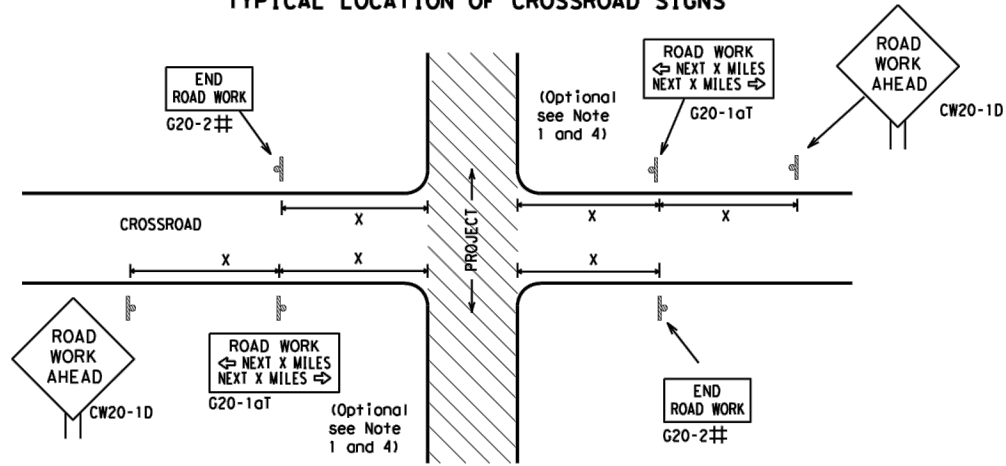 TYPICAL LOCATION OF CROSSROAD SIGNS
END
ROAD WORK
G20-2#
(Optional
see Note
1 and 4)
ROAD WORK
⇦ NEXT X MILES
NEXT X MILES ⇨
G20-1aT
ROAD
WORK
AHEAD
CW20-1D
X
X
X
CROSSROAD
PROJECT
X
X
X
ROAD
WORK
AHEAD
CW20-1D
ROAD WORK
⇦ NEXT X MILES
NEXT X MILES ⇨
G20-1aT
(Optional
see Note
1 and 4)
END
ROAD WORK
G20-2#